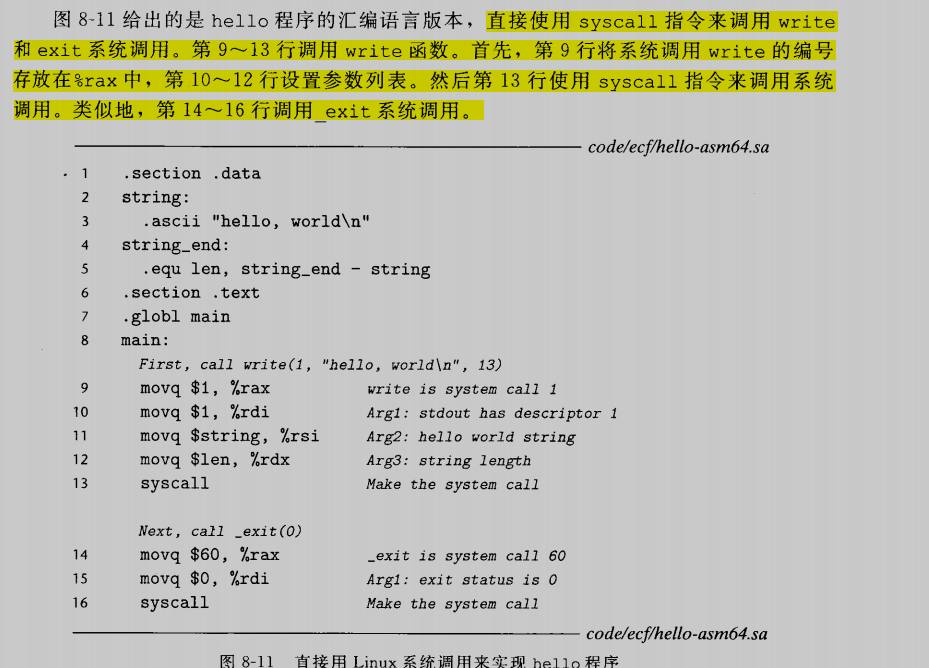 图 8-11 给出的是 hello 程序的汇编语言版本，直接使用 syscall 指令来调用 write
和 exit 系统调用。第 9～13 行调用 write 函数。首先，第 9 行将系统调用 write 的编号
存放在%rax 中，第 10～12 行设置参数列表。然后第 13 行使用 syscall 指令来调用系统
调用。类似地，第 14～16 行调用_exit 系统调用。
code/ecf/hello-asm64.sa
1 .section .data
2 string:
3 .ascii "hello, world\n"
4 string_end:
5 .equ len, string_end - string
6 .section .text
7 .globl main
8 main:
First, call write(1, "hello, world\n", 13)
9 movq $1, %rax write is system call 1
10 movq $1, %rdi Arg1: stdout has descriptor 1
11 movq $string, %rsi Arg2: hello world string
12 movq $len, %rdx Arg3: string length
13 syscall Make the system call
Next, call _exit(0)
14 movq $60, %rax _exit is system call 60
15 movq $0, %rdi Arg1: exit status is 0
16 syscall Make the system call
code/ecf/hello-asm64.sa
图 8-11 直接用 Linux 系统调用来实现 hello 程序